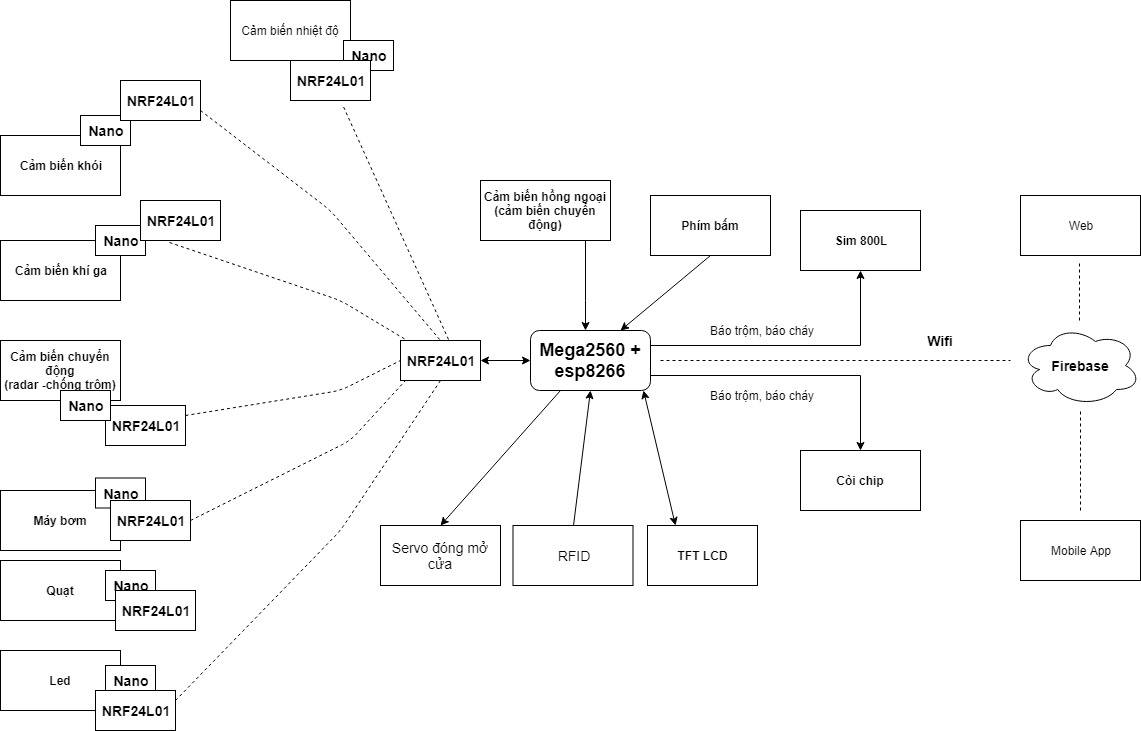 Cảm biến nhiệt độ
Nano
NRF24L01
NRF24L01
Nano
Cảm biến khói
NRF24L01
Nano
Cảm biến khí ga
Cảm biến chuyển
động
(radar -chống trộm)
Nano
NRF24L01
Nano
Máy bơm
NRF24L01
Quạt
Nano
NRF24L01
Led
Nano
NRF24L01
NRF24L01
Cảm biến hồng ngoại
(cảm biến chuyển
động)
Phím bấm
Sim 800L
Mega2560 +
esp8266
Báo trộm, báo cháy
Báo trộm, báo cháy
Còi chip
Servo đóng mở
cửa
RFID
TFT LCD
Wifi
Web
Firebase
Mobile App